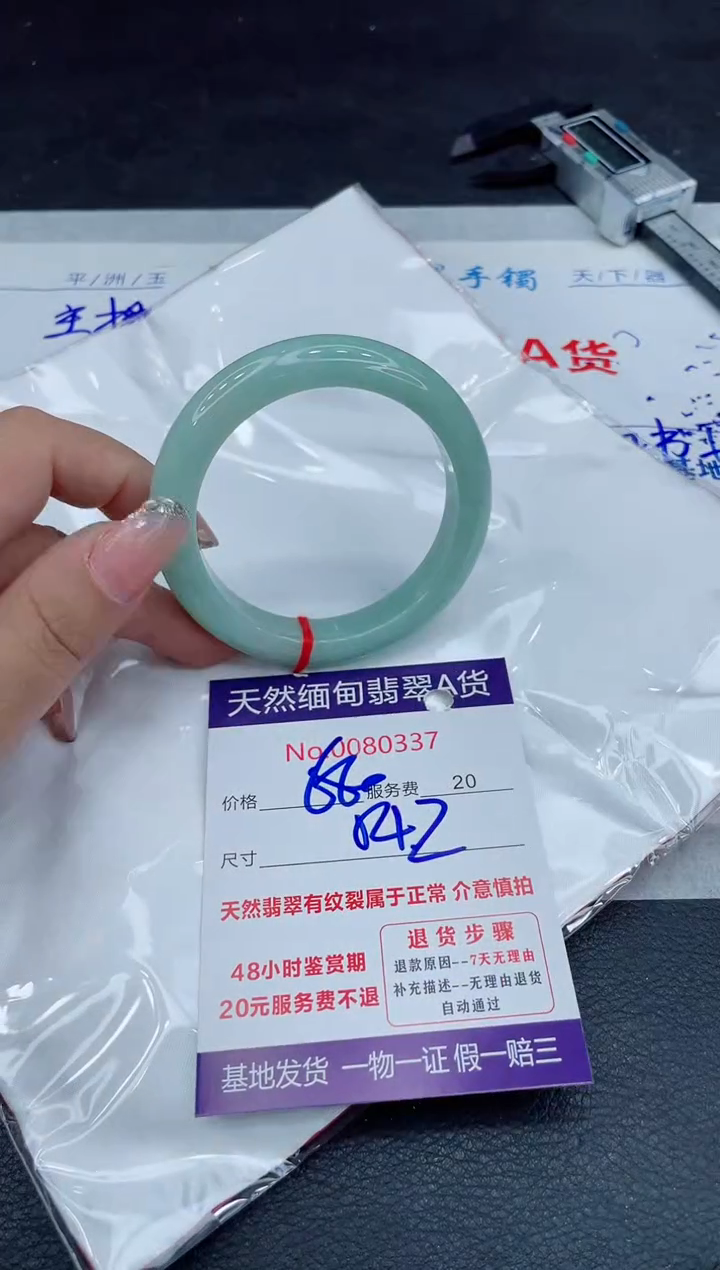 平/洲/玉
手镯
天/下/器
主播
A货
天然缅甸翡翠A货
No.0080337
价格 服务费 20
尺寸
天然翡翠有纹裂属于正常 介意慎拍
48小时鉴赏期
20元服务费不退
退货步骤
退款原因--7天无理由
补充描述--无理由退货
自动通过
基地发货 一物一证 假一赔三